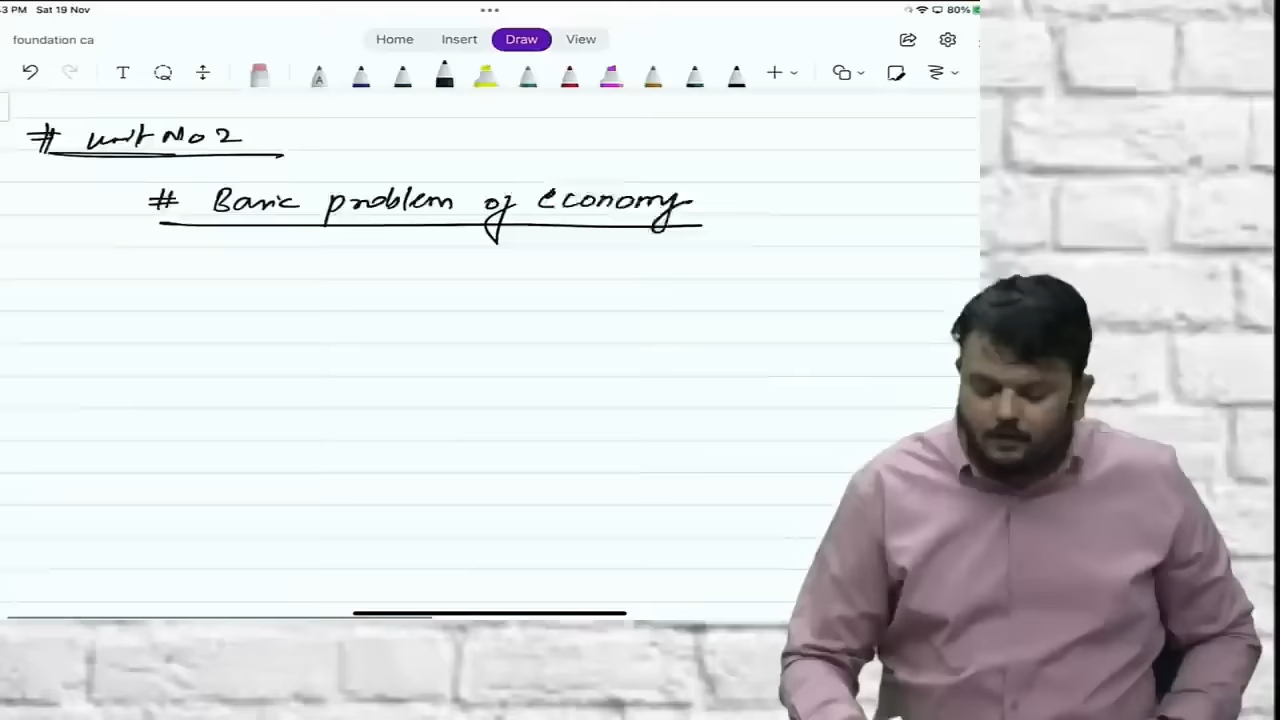 3 PM Sat 19 Nov
80%
foundation ca
Home Insert Draw View
T
A
# Unit No 2
# Basic problem of economy